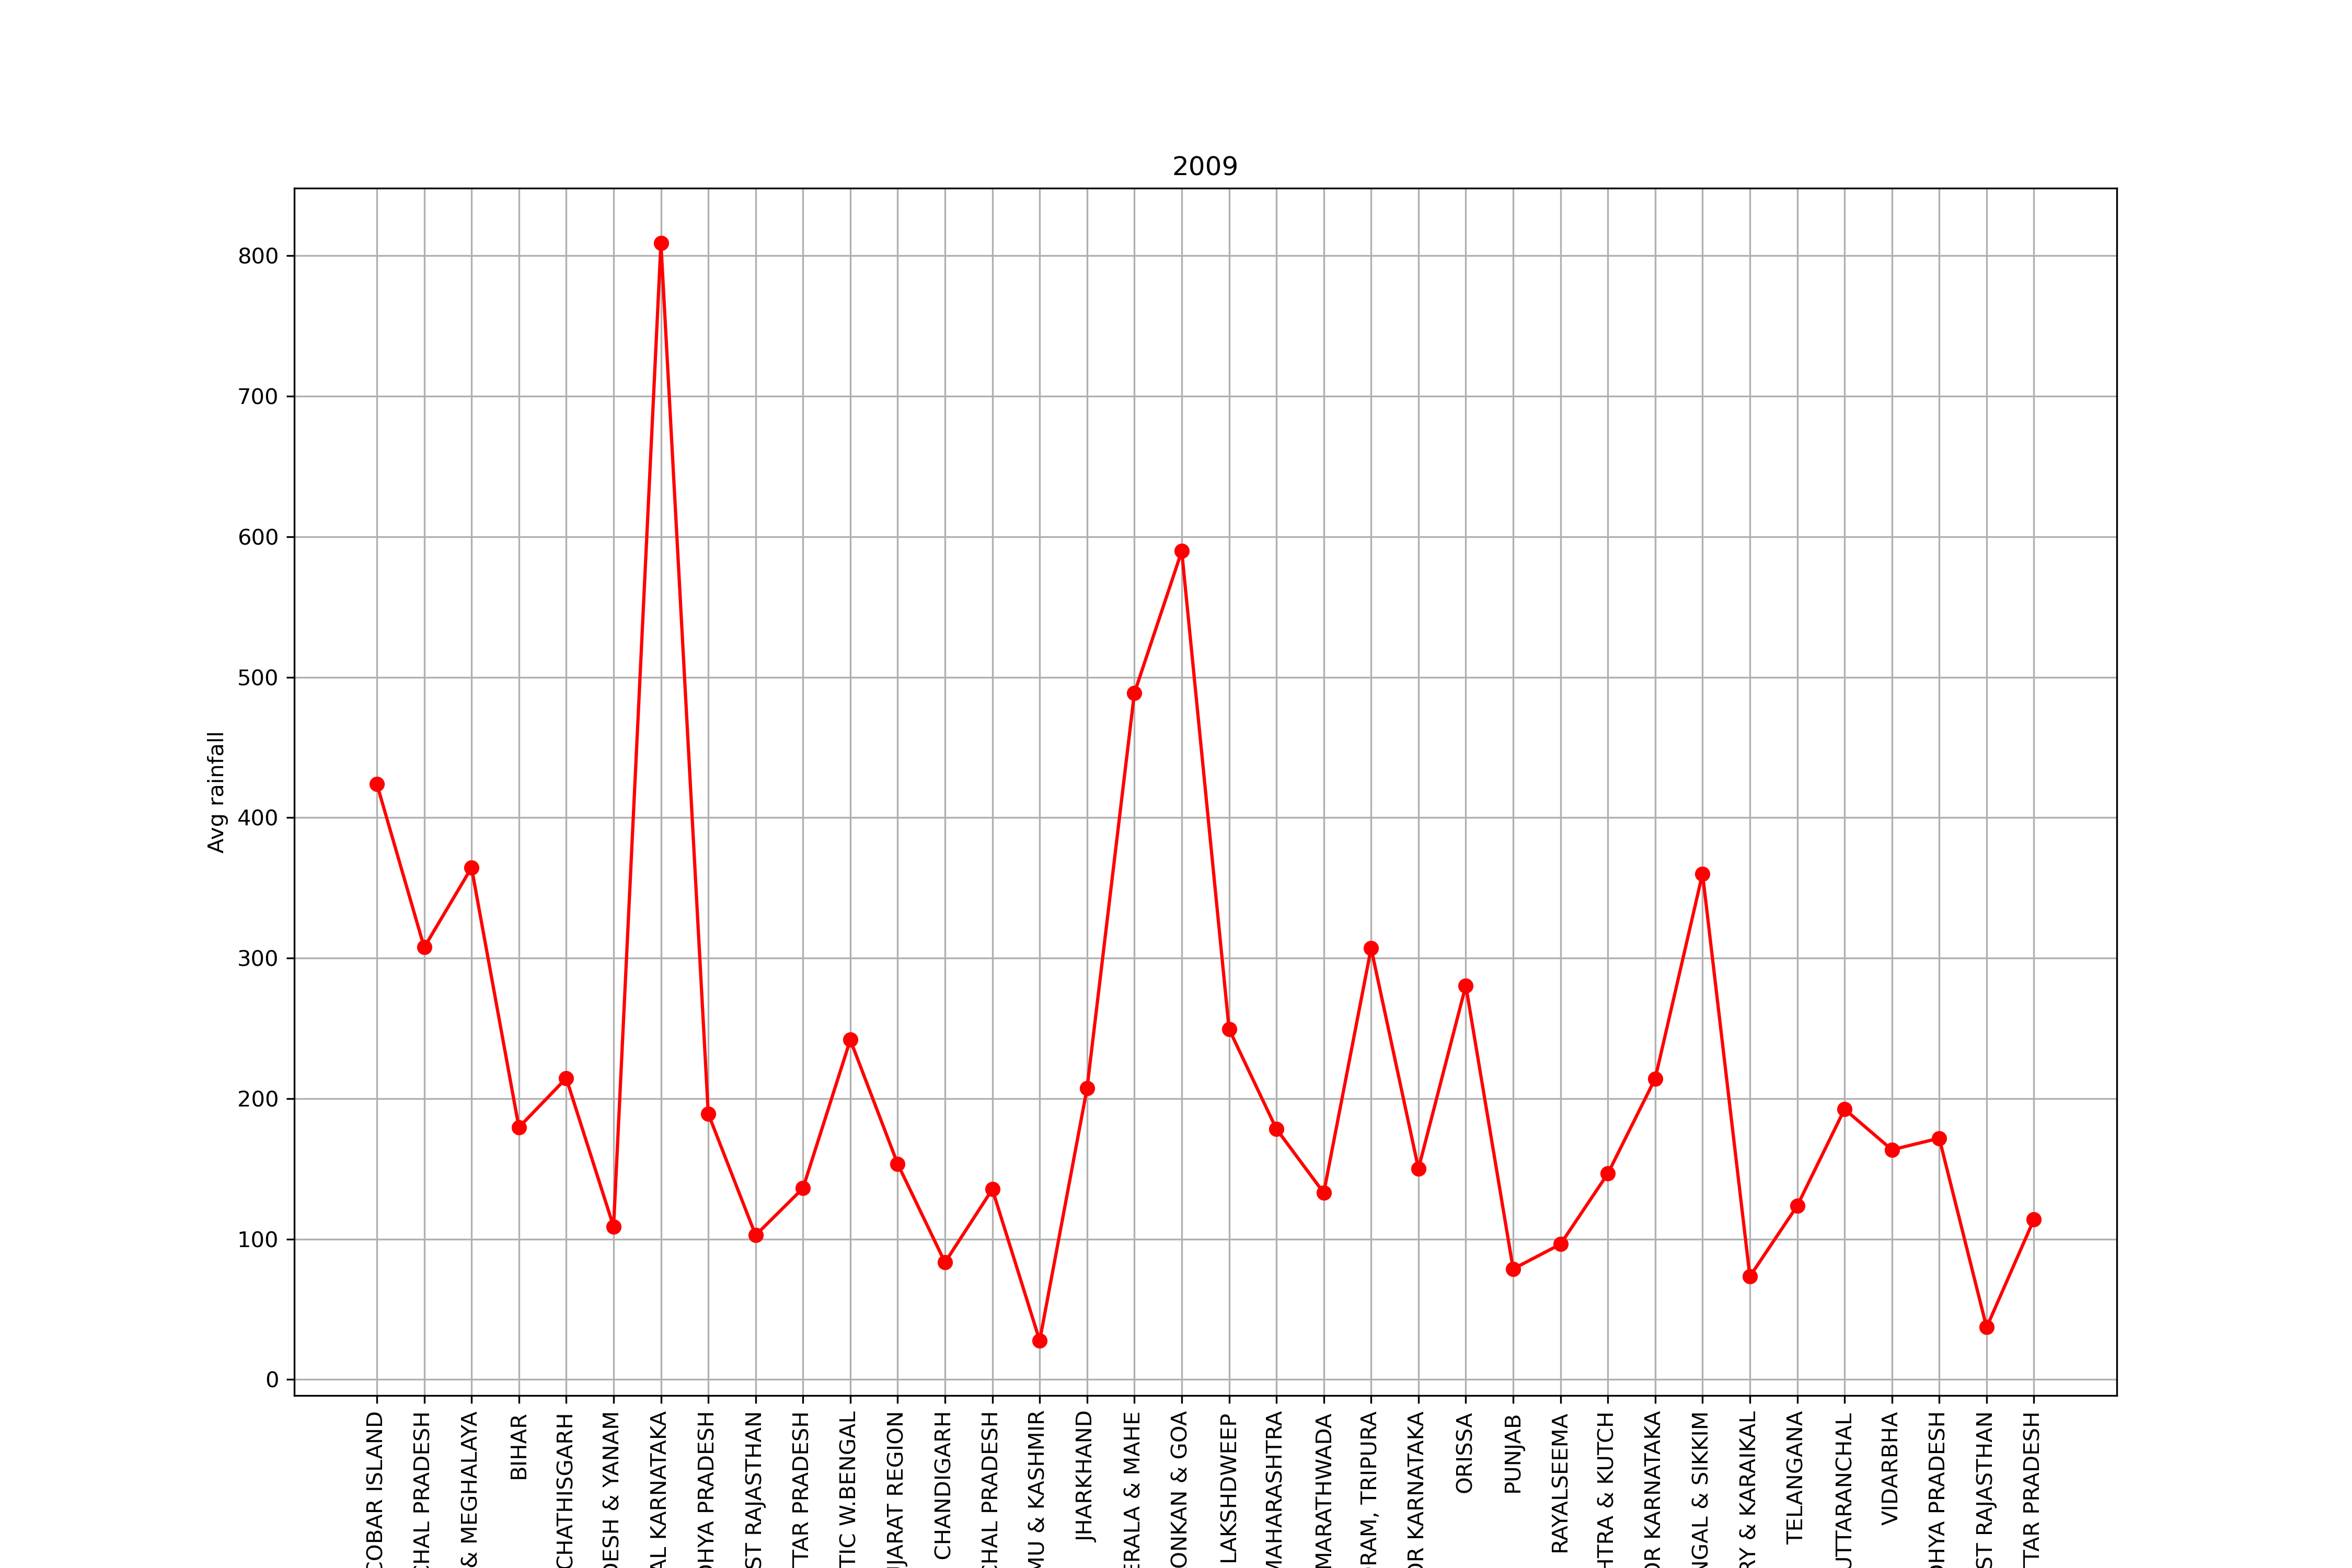 2009
Avg rainfall
800
700
600
500
400
300
200
100
0
COBAR ISLAND
CHAL PRADESH
& MEGHALAYA
BIHAR
CHATHISGARH
DESH & YANAM
AL KARNATAKA
DHYA PRADESH
ST RAJASTHAN
TTAR PRADESH
TIC W.BENGAL
JARAT REGION
CHANDIGARH
CHAL PRADESH
MU & KASHMIR
JHARKHAND
ERALA & MAHE
ONKAN & GOA
LAKSHDWEEP
MAHARASHTRA
MARATHWADA
RAM, TRIPURA
OR KARNATAKA
ORISSA
PUNJAB
RAYALSEEMA
HTRA & KUTCH
OR KARNATAKA
NGAL & SIKKIM
RY & KARAIKAL
TELANGANA
UTTARANCHAL
VIDARBHA
DHYA PRADESH
ST RAJASTHAN
TTAR PRADESH